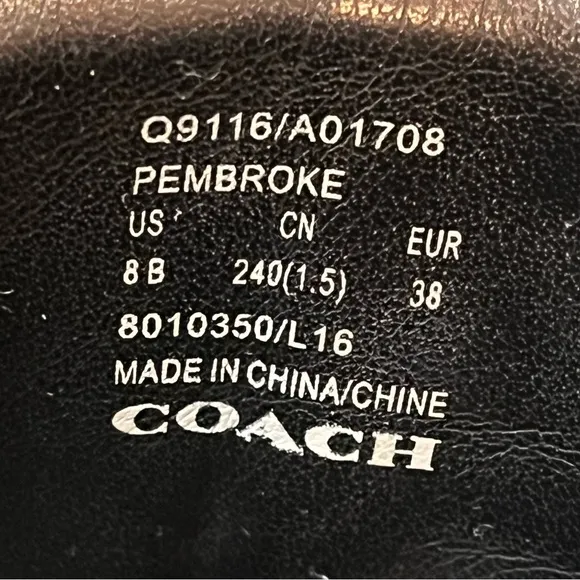 Q9116/A01708
PEMBROKE
US CN EUR
8 B 240(1.5) 38
8010350/L16
MADE IN CHINA/CHINE
COACH